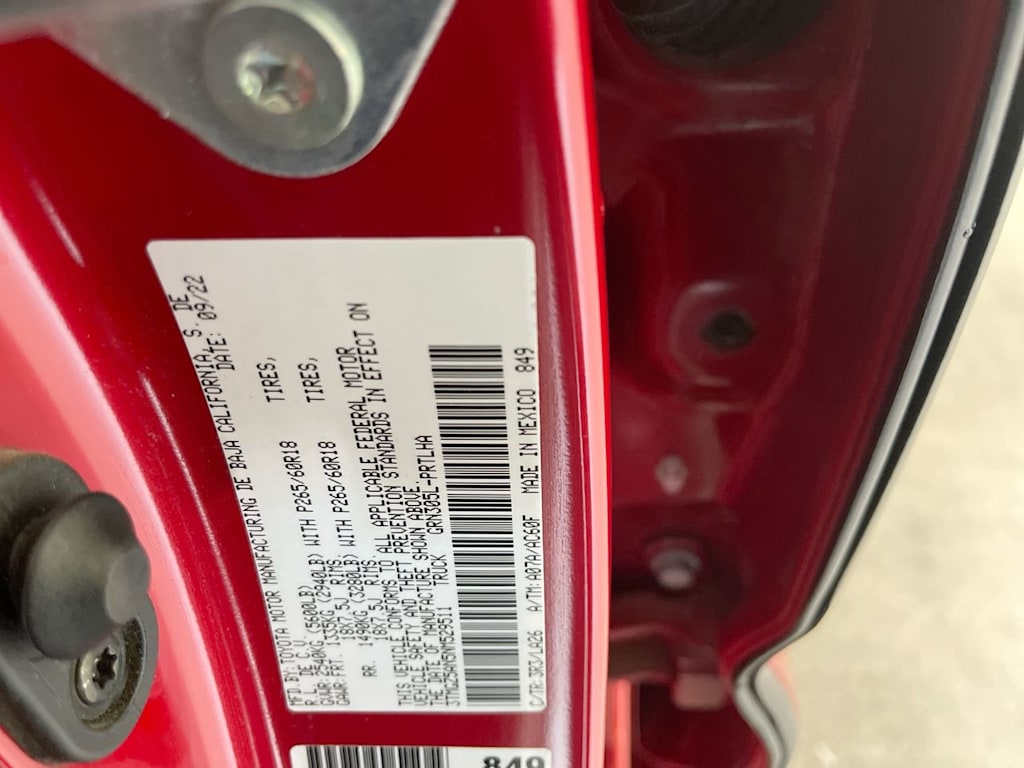 MFD.BY:TOYOTA MOTOR MANUFACTURING DE BAJA CALIFORNIA, S. DE
R.L. DE C.V. DATE: 09/22
GVWR: 2540KG (5600LB)
GAWR:FRT. 1335KG (2940LB) WITH P265/60R18 TIRES,
18X7.5J RIMS
RR. 1490KG (3280LB) WITH P265/60R18 TIRES,
18X7.5J RIMS.
THIS VEHICLE CONFORMS TO ALL APPLICABLE FEDERAL MOTOR
VEHICLE SAFETY AND THEFT PREVENTION STANDARDS IN EFFECT ON
THE DATE OF MANUFACTURE SHOWN ABOVE.
3TMCZ5AN5NM529511 TRUCK GRN305L-PRTLHA
C/TR:3R3/LA26 A/TM:A07A/AC60F MADE IN MEXICO 849
849